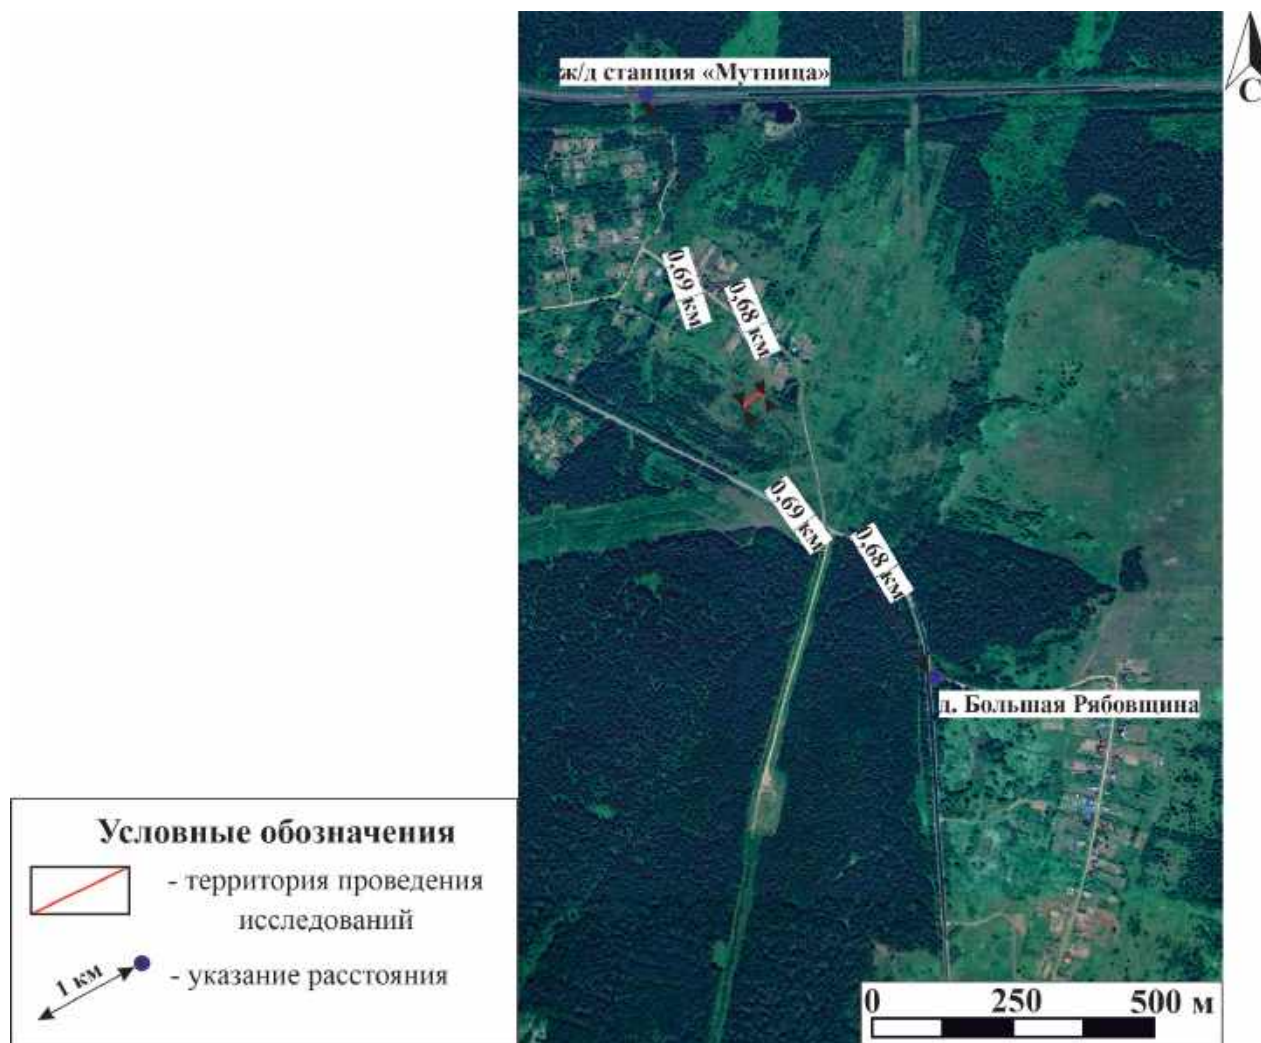 ж/д станция «Мутница»
С
0,69 км
0,68 км
0,69 км
0,68 км
д. Большая Рябовщина
Условные обозначения
- территория проведения
исследований
1 км
- указание расстояния
0 250 500 м